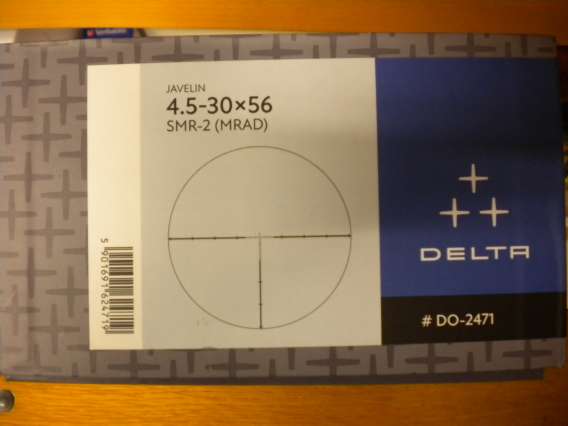 JAVELIN
4.5-30×56
SMR-2 (MRAD)
5 901691 624719
DELTA
# DO-2471